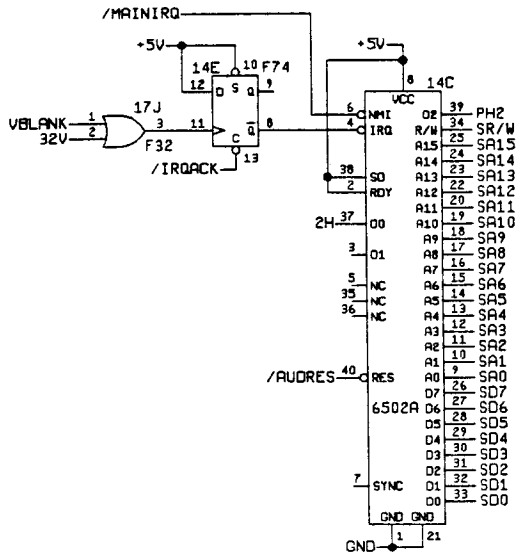 /MAINIRQ
+5V
10 F74
14E
12 D S Q 9
VBLANK 1
32V 2
17J
3
F32
11
Q 8
C
13
/IRQACK
+5V
8
VCC
14C
6 NMI
4 IRQ
38 SO
2 RDY
2H 37 O0
3 O1
5 NC
35 NC
36 NC
/AUDRES 40 RES
6502A
7 SYNC
O2 39 PH2
R/W 34 SR/W
A15 25 SA15
A14 24 SA14
A13 23 SA13
A12 22 SA12
A11 20 SA11
A10 19 SA10
A9 18 SA9
A8 17 SA8
A7 16 SA7
A6 15 SA6
A5 14 SA5
A4 13 SA4
A3 12 SA3
A2 11 SA2
A1 10 SA1
A0 9 SA0
D7 26 SD7
D6 27 SD6
D5 28 SD5
D4 29 SD4
D3 30 SD3
D2 31 SD2
D1 32 SD1
D0 33 SD0
GND GND
GND 1 21